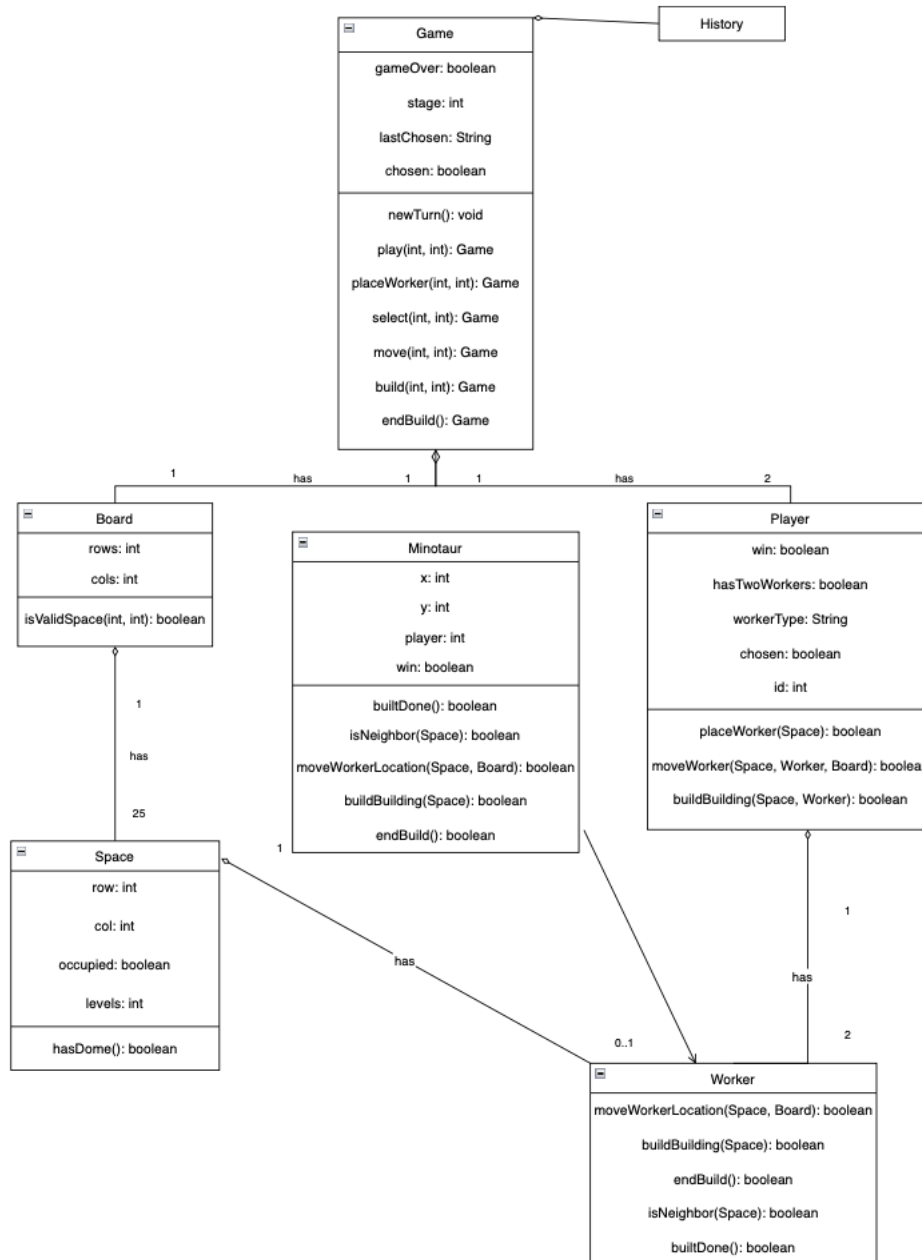 Game
History
gameOver: boolean
stage: int
lastChosen: String
chosen: boolean
newTurn(): void
play(int, int): Game
placeWorker(int, int): Game
select(int, int): Game
move(int, int): Game
build(int, int): Game
endBuild(): Game
1
has
1
1
has
2
Board
rows: int
cols: int
isValidSpace(int, int): boolean
Minotaur
x: int
y: int
player: int
win: boolean
builtDone(): boolean
isNeighbor(Space): boolean
moveWorkerLocation(Space, Board): boolean
buildBuilding(Space): boolean
endBuild(): boolean
Player
win: boolean
hasTwoWorkers: boolean
workerType: String
chosen: boolean
id: int
placeWorker(Space): boolean
moveWorker(Space, Worker, Board): boolea
buildBuilding(Space, Worker): boolean
1
has
25
Space
row: int
col: int
occupied: boolean
levels: int
hasDome(): boolean
1
has
0..1
1
has
2
Worker
moveWorkerLocation(Space, Board): boolean
buildBuilding(Space): boolean
endBuild(): boolean
isNeighbor(Space): boolean
builtDone(): boolean